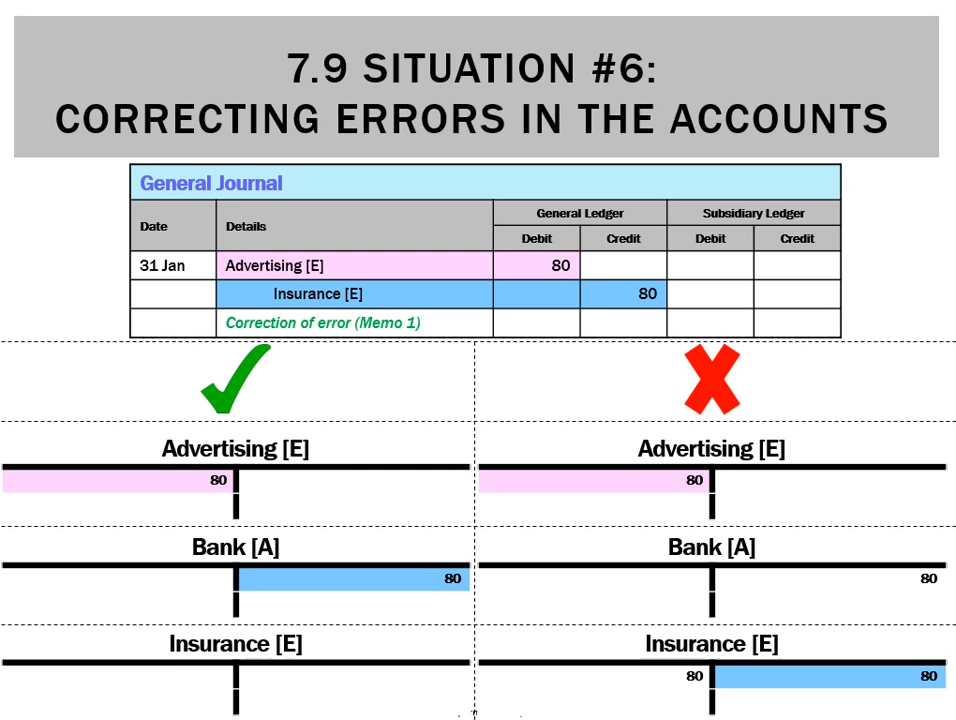 7.9 SITUATION #6:
CORRECTING ERRORS IN THE ACCOUNTS
General Journal
Date Details General Ledger Subsidiary Ledger
Debit Credit Debit Credit
31 Jan Advertising [E] 80
Insurance [E] 80
Correction of error (Memo 1)
Advertising [E] Advertising [E]
80 80
Bank [A] Bank [A]
80 80
Insurance [E] Insurance [E]
80 80